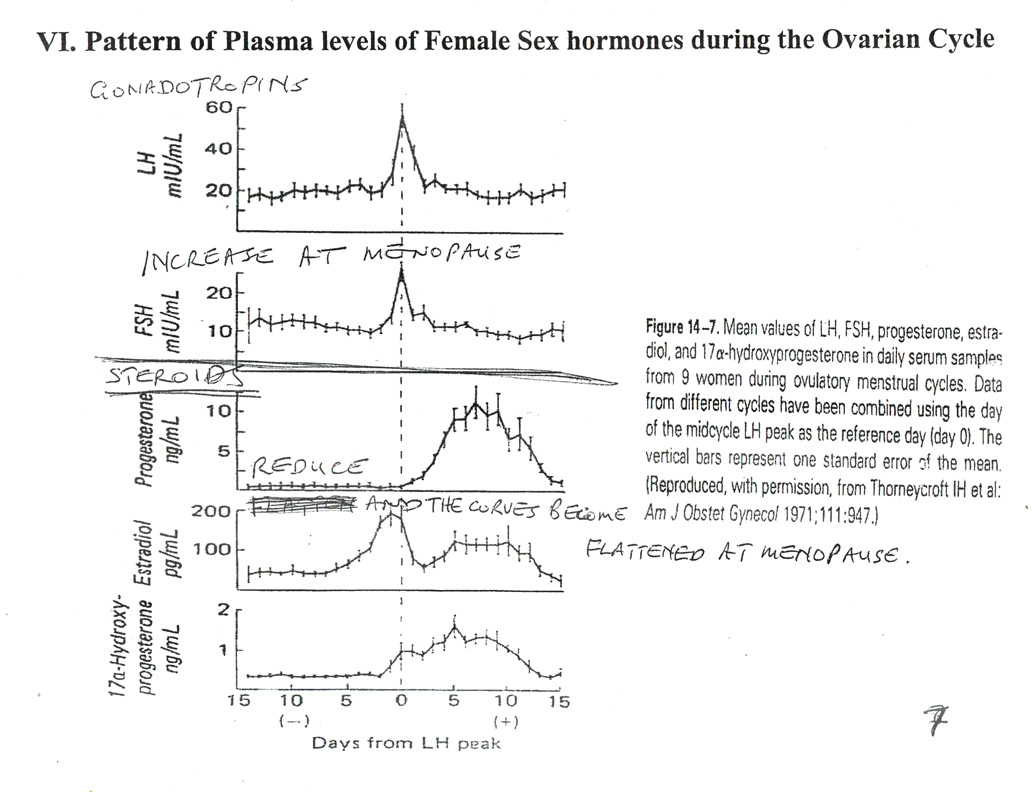 VI. Pattern of Plasma levels of Female Sex hormones during the Ovarian Cycle
GONADOTROPINS
LH
mIU/mL
60
40
20
INCREASE AT MENOPAUSE
FSH
mIU/mL
20
10
STEROIDS
Progesterone
ng/mL
10
5
REDUCE
AND THE CURVES BECOME
FLATTENED AT MENOPAUSE.
Estradiol
pg/mL
200
100
17α-Hydroxy-
progesterone
ng/mL
2
1
15 10 5 0 5 10 15
(−) (+)
Days from LH peak
Figure 14–7. Mean values of LH, FSH, progesterone, estra-
diol, and 17α-hydroxyprogesterone in daily serum samples
from 9 women during ovulatory menstrual cycles. Data
from different cycles have been combined using the day
of the midcycle LH peak as the reference day (day 0). The
vertical bars represent one standard error of the mean.
(Reproduced, with permission, from Thorneycroft IH et al:
Am J Obstet Gynecol 1971;111:947.)
7